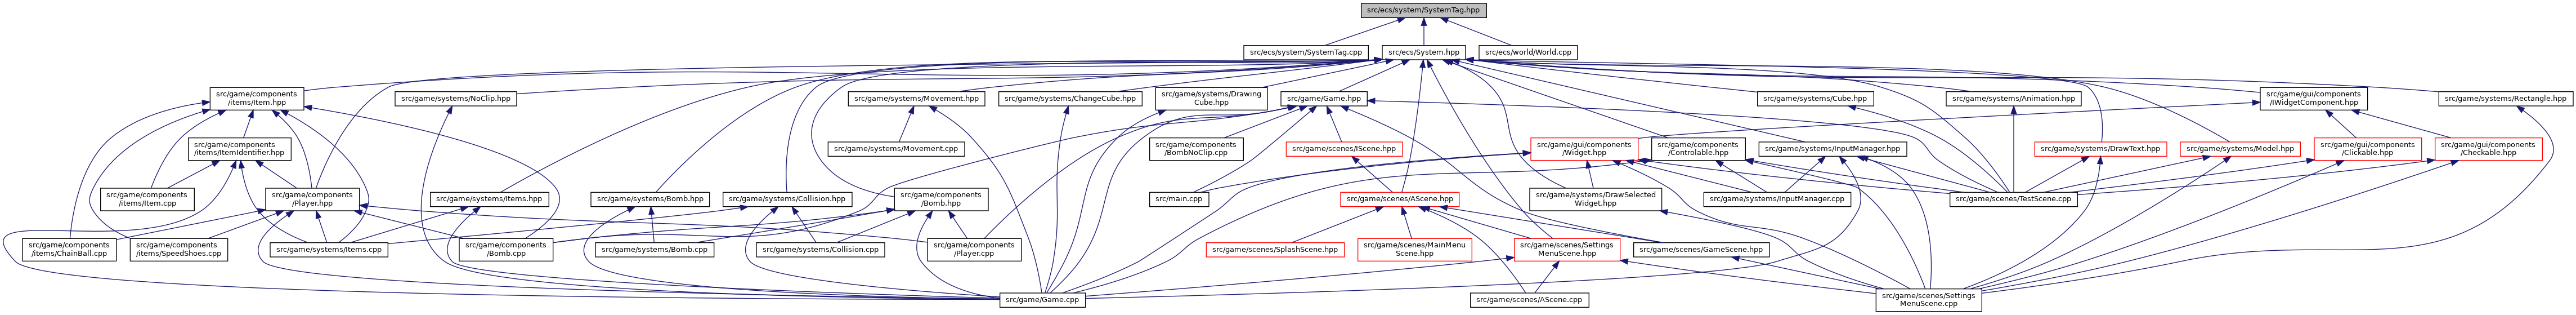 src/ecs/system/SystemTag.hpp
src/ecs/system/SystemTag.cpp
src/ecs/System.hpp
src/ecs/world/World.cpp
src/game/components
/items/Item.hpp
src/game/systems/NoClip.hpp
src/game/systems/Movement.hpp
src/game/systems/ChangeCube.hpp
src/game/systems/Drawing
Cube.hpp
src/game/Game.hpp
src/game/systems/Cube.hpp
src/game/systems/Animation.hpp
src/game/gui/components
/IWidgetComponent.hpp
src/game/systems/Rectangle.hpp
src/game/components
/items/ItemIdentifier.hpp
src/game/systems/Movement.cpp
src/game/components
/BombNoClip.cpp
src/game/scenes/IScene.hpp
src/game/gui/components
/Widget.hpp
src/game/components
/Controlable.hpp
src/game/systems/InputManager.hpp
src/game/systems/DrawText.hpp
src/game/systems/Model.hpp
src/game/gui/components
/Clickable.hpp
src/game/gui/components
/Checkable.hpp
src/game/components
/items/Item.cpp
src/game/components
/Player.hpp
src/game/systems/Items.hpp
src/game/systems/Bomb.hpp
src/game/systems/Collision.hpp
src/game/components
/Bomb.hpp
src/main.cpp
src/game/scenes/AScene.hpp
src/game/systems/DrawSelected
Widget.hpp
src/game/systems/InputManager.cpp
src/game/scenes/TestScene.cpp
src/game/components
/items/ChainBall.cpp
src/game/components
/items/SpeedShoes.cpp
src/game/systems/Items.cpp
src/game/components
/Bomb.cpp
src/game/systems/Bomb.cpp
src/game/systems/Collision.cpp
src/game/components
/Player.cpp
src/game/scenes/SplashScene.hpp
src/game/scenes/MainMenu
Scene.hpp
src/game/scenes/Settings
MenuScene.hpp
src/game/scenes/GameScene.hpp
src/game/Game.cpp
src/game/scenes/AScene.cpp
src/game/scenes/Settings
MenuScene.cpp